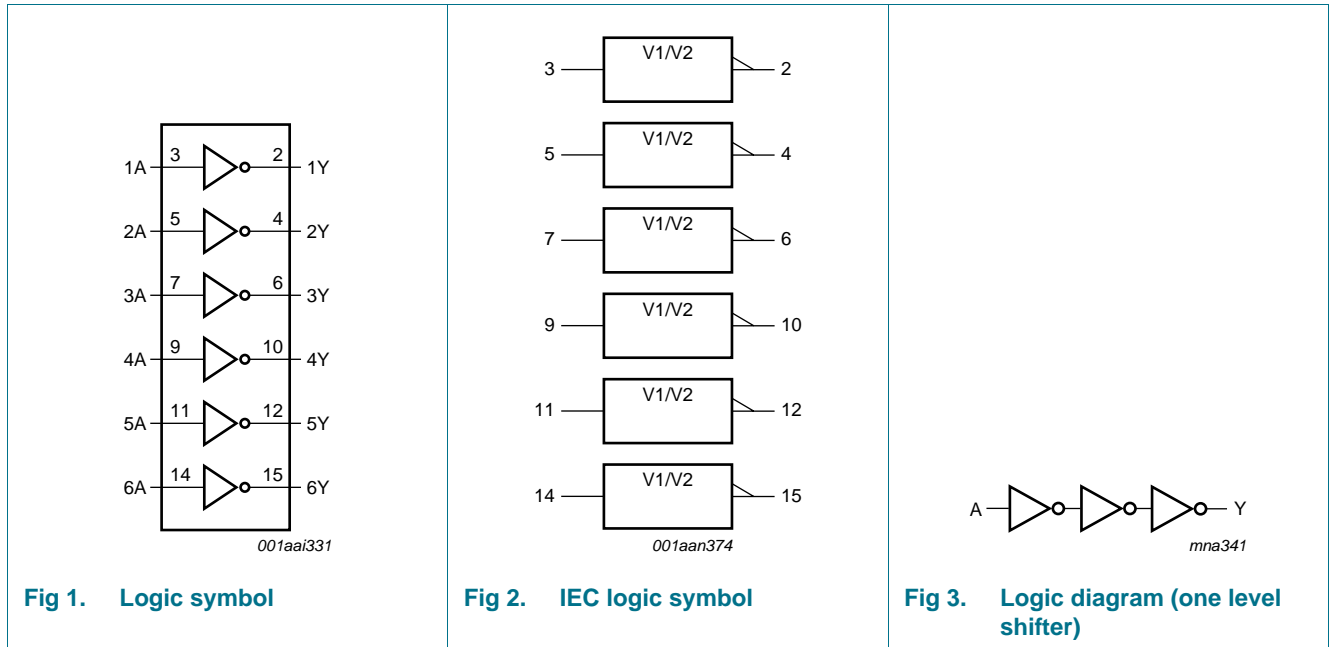 1A 3 2 1Y
2A 5 4 2Y
3A 7 6 3Y
4A 9 10 4Y
5A 11 12 5Y
6A 14 15 6Y
001aai331
Fig 1. Logic symbol
V1/V2
3 2
V1/V2
5 4
V1/V2
7 6
V1/V2
9 10
V1/V2
11 12
V1/V2
14 15
001aan374
Fig 2. IEC logic symbol
A Y
mna341
Fig 3. Logic diagram (one level
shifter)